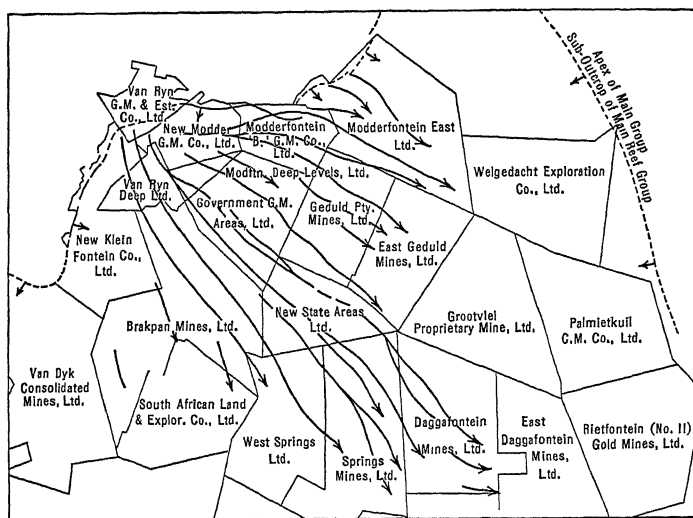 Apex of Main Group
Sub-Outcrop of Main Reef Group
Van Ryn
G.M. & Est.
Co., Ltd.
New Modder
G.M. Co., Ltd.
Modderfontein
B.' G.M. Co.,
Ltd.
Modderfontein East
Ltd.
Welgedacht Exploration
Co., Ltd.
Van Ryn
Deep Ltd.
Modftn. Deep Levels, Ltd.
Government G.M.
Areas, Ltd.
Geduld Pty.
Mines, Ltd.
East Geduld
Mines, Ltd.
New Klein
Fontein Co.,
Ltd.
Brakpan Mines, Ltd.
New State Areas
Ltd.
Grootvlei
Proprietary Mine, Ltd.
Palmietkuil
C.M. Co., Ltd.
Van Dyk
Consolidated
Mines, Ltd.
South African Land
& Explor. Co., Ltd.
West Springs
Ltd.
Springs
Mines, Ltd.
Daggafontein
Mines, Ltd.
East
Daggafontein
Mines,
Ltd.
Rietfontein (No. II)
Gold Mines, Ltd.